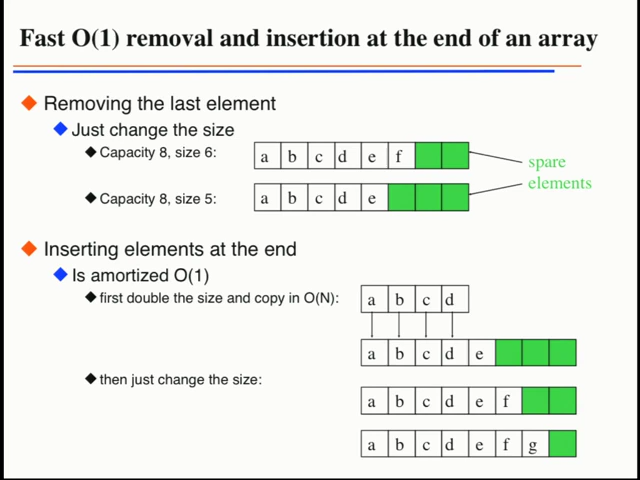 Fast O(1) removal and insertion at the end of an array
Removing the last element
Just change the size
Capacity 8, size 6:
a b c d e f
spare
elements
Capacity 8, size 5:
a b c d e
Inserting elements at the end
Is amortized O(1)
first double the size and copy in O(N):
a b c d
a b c d e
then just change the size:
a b c d e f
a b c d e f g